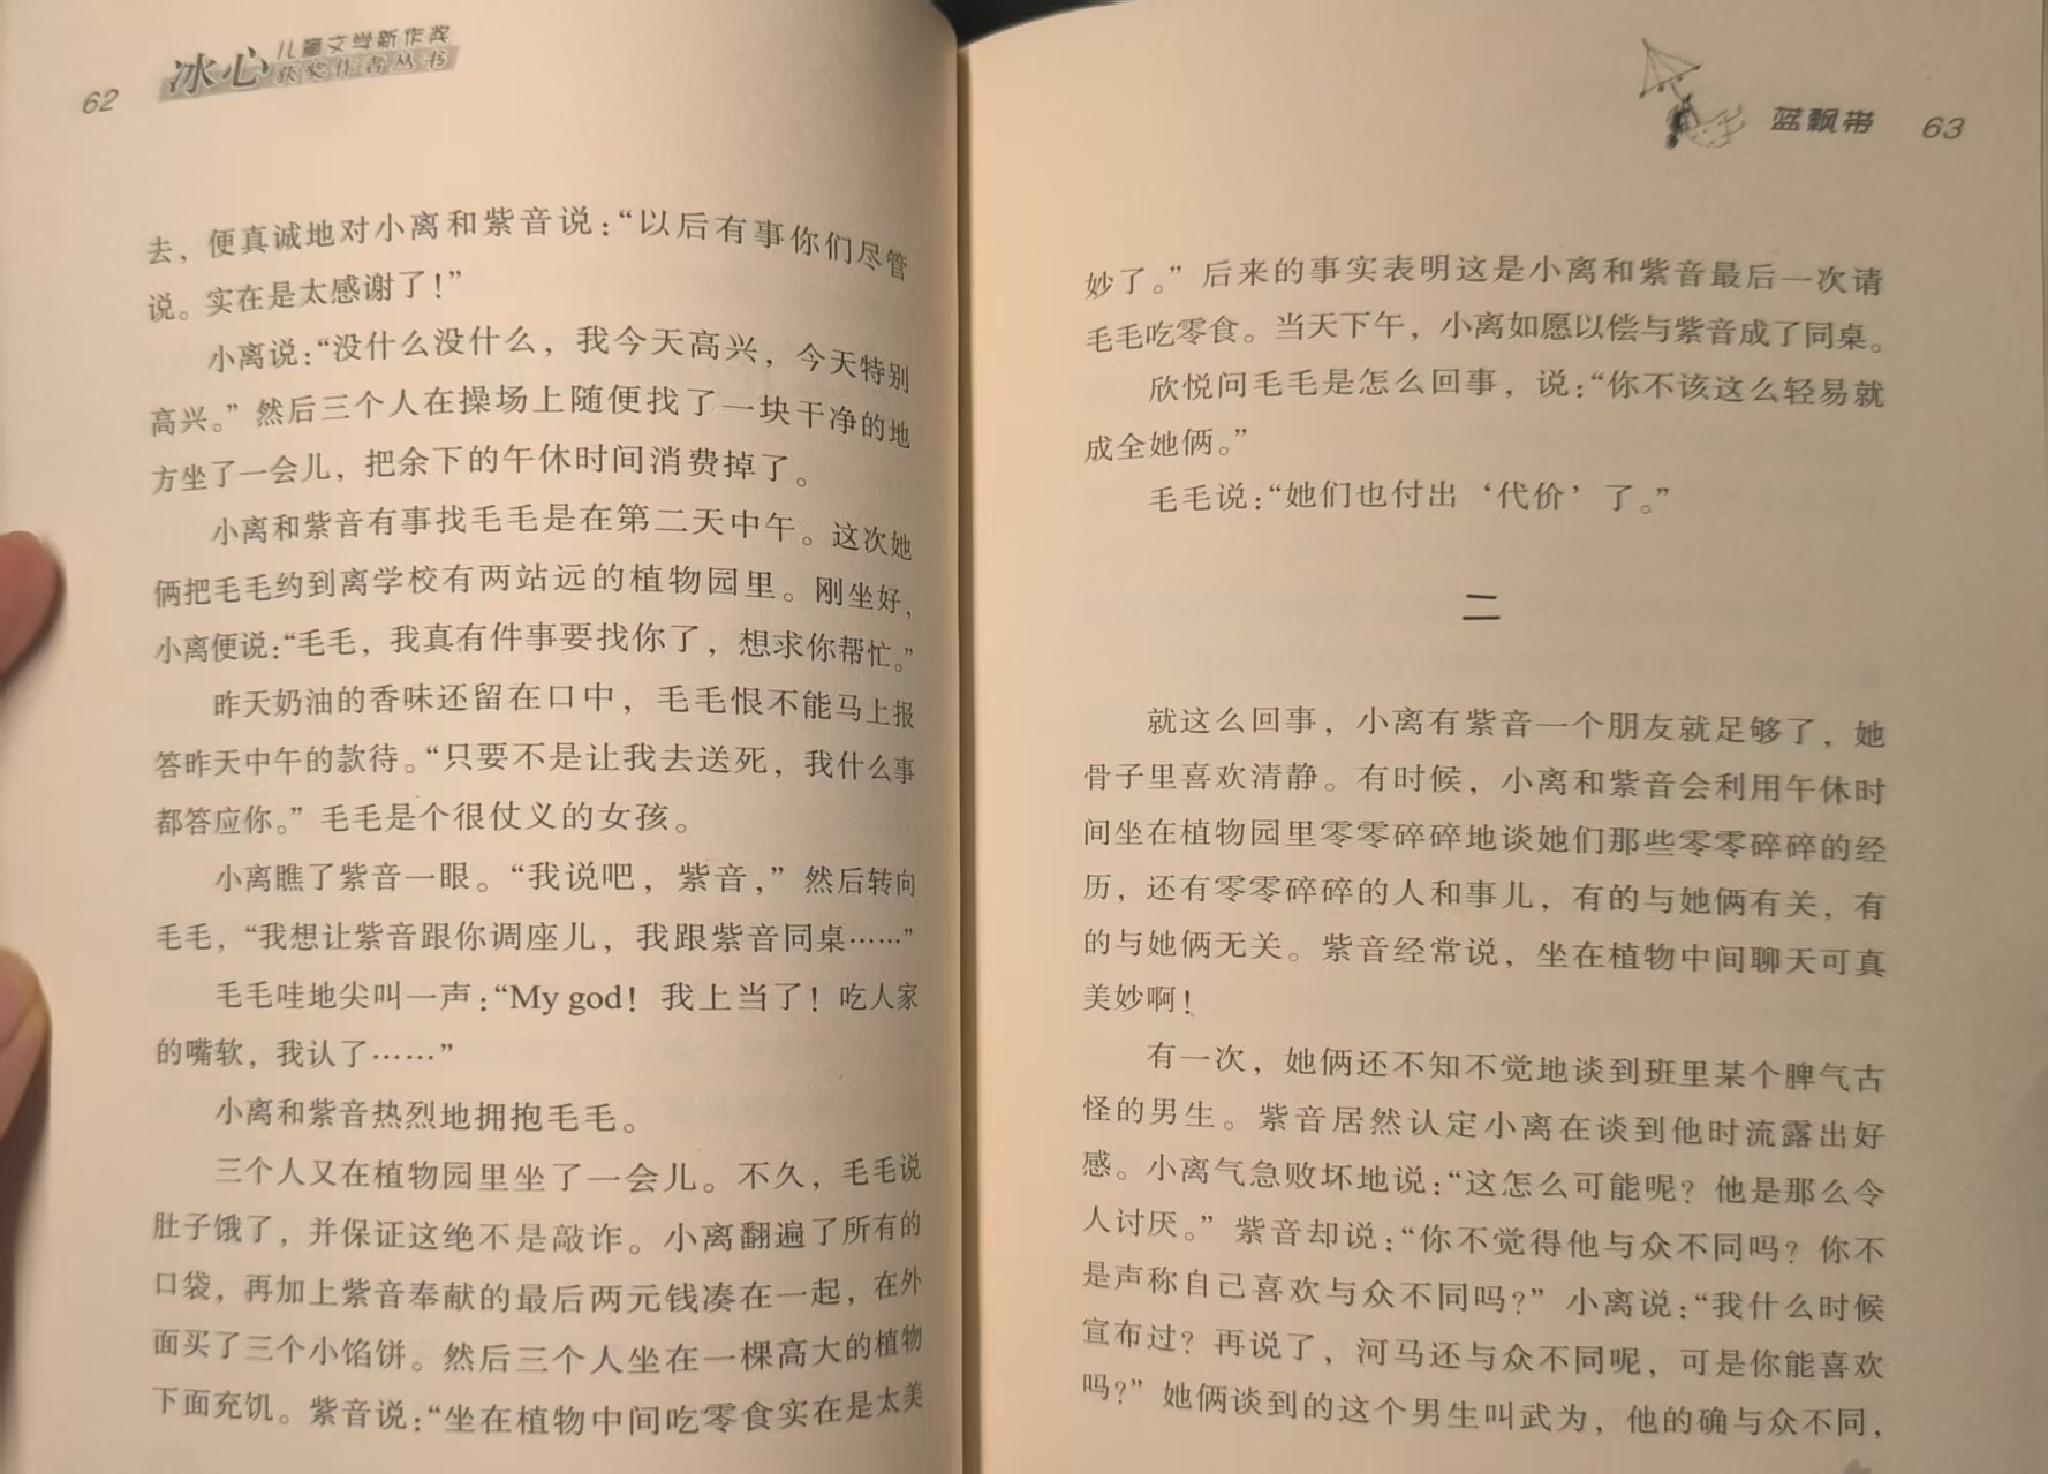 62
冰心 儿童文学新作奖
获奖作者丛书
去，便真诚地对小离和紫音说：“以后有事你们尽管
说。实在是太感谢了！”
小离说：“没什么没什么，我今天高兴，今天特别
高兴。”然后三个人在操场上随便找了一块干净的地
方坐了一会儿，把余下的午休时间消费掉了。
小离和紫音有事找毛毛是在第二天中午。这次她
俩把毛毛约到离学校有两站远的植物园里。刚坐好，
小离便说：“毛毛，我真有件事要找你了，想求你帮忙。”
昨天奶油的香味还留在口中，毛毛恨不能马上报
答昨天中午的款待。“只要不是让我去送死，我什么事
都答应你。”毛毛是个很仗义的女孩。
小离瞧了紫音一眼。“我说吧，紫音，”然后转向
毛毛，“我想让紫音跟你调座儿，我跟紫音同桌……”
毛毛哇地尖叫一声：“My god！我上当了！吃人家
的嘴软，我认了……”
小离和紫音热烈地拥抱毛毛。
三个人又在植物园里坐了一会儿。不久，毛毛说
肚子饿了，并保证这绝不是敲诈。小离翻遍了所有的
口袋，再加上紫音奉献的最后两元钱凑在一起，在外
面买了三个小馅饼。然后三个人坐在一棵高大的植物
下面充饥。紫音说：“坐在植物中间吃零食实在是太美
蓝飘带 63
妙了。”后来的事实表明这是小离和紫音最后一次请
毛毛吃零食。当天下午，小离如愿以偿与紫音成了同桌。
欣悦问毛毛是怎么回事，说：“你不该这么轻易就
成全她俩。”
毛毛说：“她们也付出‘代价’了。”
二
就这么回事，小离有紫音一个朋友就足够了，她
骨子里喜欢清静。有时候，小离和紫音会利用午休时
间坐在植物园里零零碎碎地谈她们那些零零碎碎的经
历，还有零零碎碎的人和事儿，有的与她俩有关，有
的与她俩无关。紫音经常说，坐在植物中间聊天可真
美妙啊！
有一次，她俩还不知不觉地谈到班里某个脾气古
怪的男生。紫音居然认定小离在谈到他时流露出好
感。小离气急败坏地说：“这怎么可能呢？他是那么令
人讨厌。”紫音却说：“你不觉得他与众不同吗？你不
是声称自己喜欢与众不同吗？”小离说：“我什么时候
宣布过？再说了，河马还与众不同呢，可是你能喜欢
吗？”她俩谈到的这个男生叫武为，他的确与众不同，